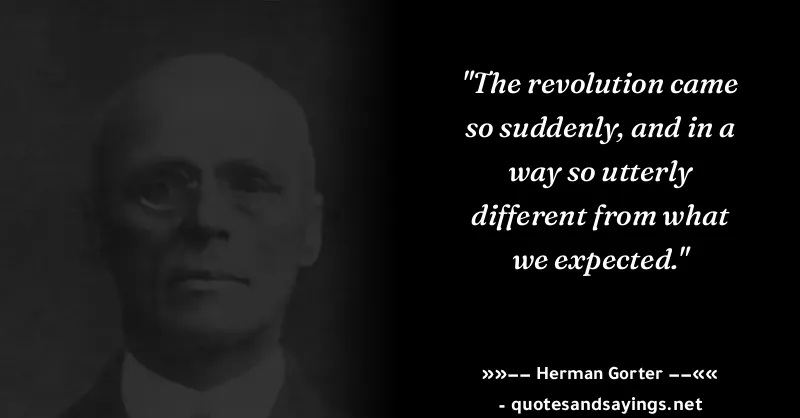 "The revolution came
so suddenly, and in a
way so utterly
different from what
we expected."
»»−− Herman Gorter −−««
- quotesandsayings.net